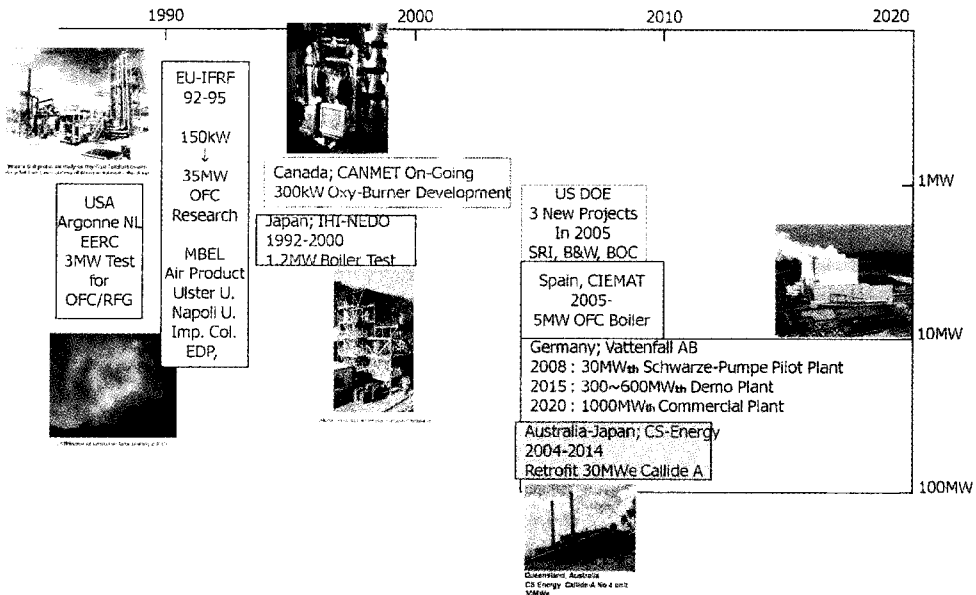 1990
2000
2010
2020
EU-IFRF
92-95
150kW
↓
35MW
OFC
Research
MBEL
Air Product
Ulster U.
Napoli U.
Imp. Col.
EDP,
USA
Argonne NL
EERC
3MW Test
for
OFC/RFG
Canada; CANMET On-Going
300kW Oxy-Burner Development
Japan; IHI-NEDO
1992-2000
1.2MW Boiler Test
US DOE
3 New Projects
In 2005
SRI, B&W, BOC
Spain, CIEMAT
2005-
5MW OFC Boiler
Germany; Vattenfall AB
2008 : 30MWth Schwarze-Pumpe Pilot Plant
2015 : 300~600MWth Demo Plant
2020 : 1000MWth Commercial Plant
Australia-Japan; CS-Energy
2004-2014
Retrofit 30MWe Callide A
1MW
10MW
100MW
Queensland, Australia
CS Energy Callide-A No.4 unit
30MWe